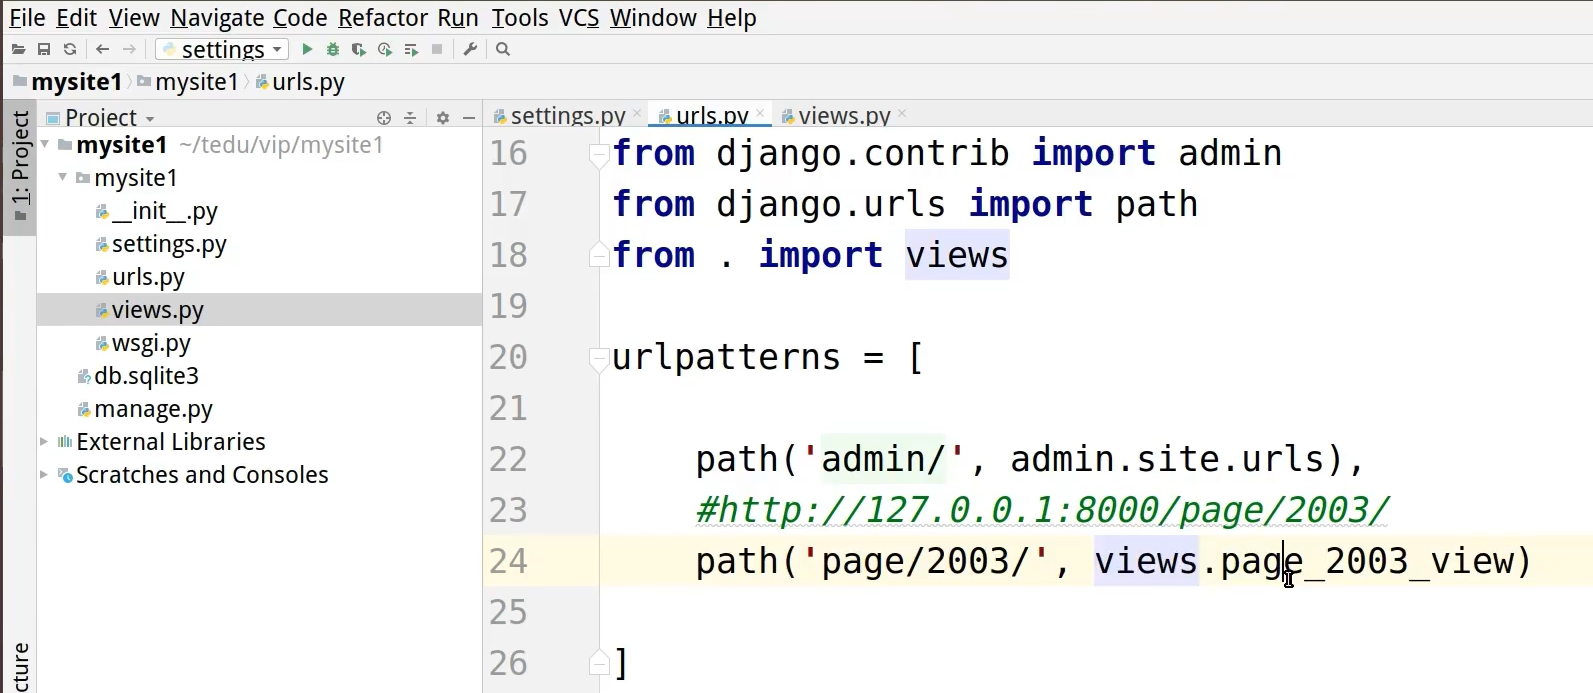 File Edit View Navigate Code Refactor Run Tools VCS Window Help
settings
mysite1 mysite1 urls.py
1: Project
Project
settings.py urls.py views.py
mysite1 ~/tedu/vip/mysite1
mysite1
__init__.py
settings.py
urls.py
views.py
wsgi.py
db.sqlite3
manage.py
External Libraries
Scratches and Consoles
16 from django.contrib import admin
17 from django.urls import path
18 from . import views
19
20 urlpatterns = [
21
22 path('admin/', admin.site.urls),
23 #http://127.0.0.1:8000/page/2003/
24 path('page/2003/', views.page_2003_view)
25
26 ]
cture